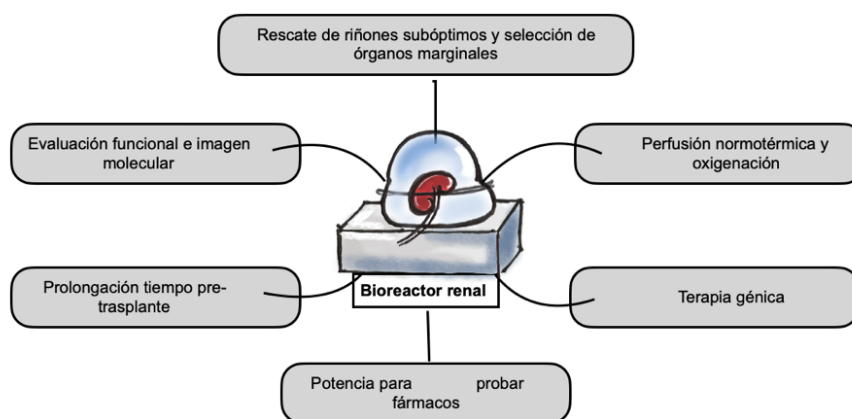 Rescate de riñones subóptimos y selección de
órganos marginales
Evaluación funcional e imagen
molecular
Perfusión normotérmica y
oxigenación
Prolongación tiempo pre-
trasplante
Bioreactor renal
Terapia génica
Potencia para probar
fármacos